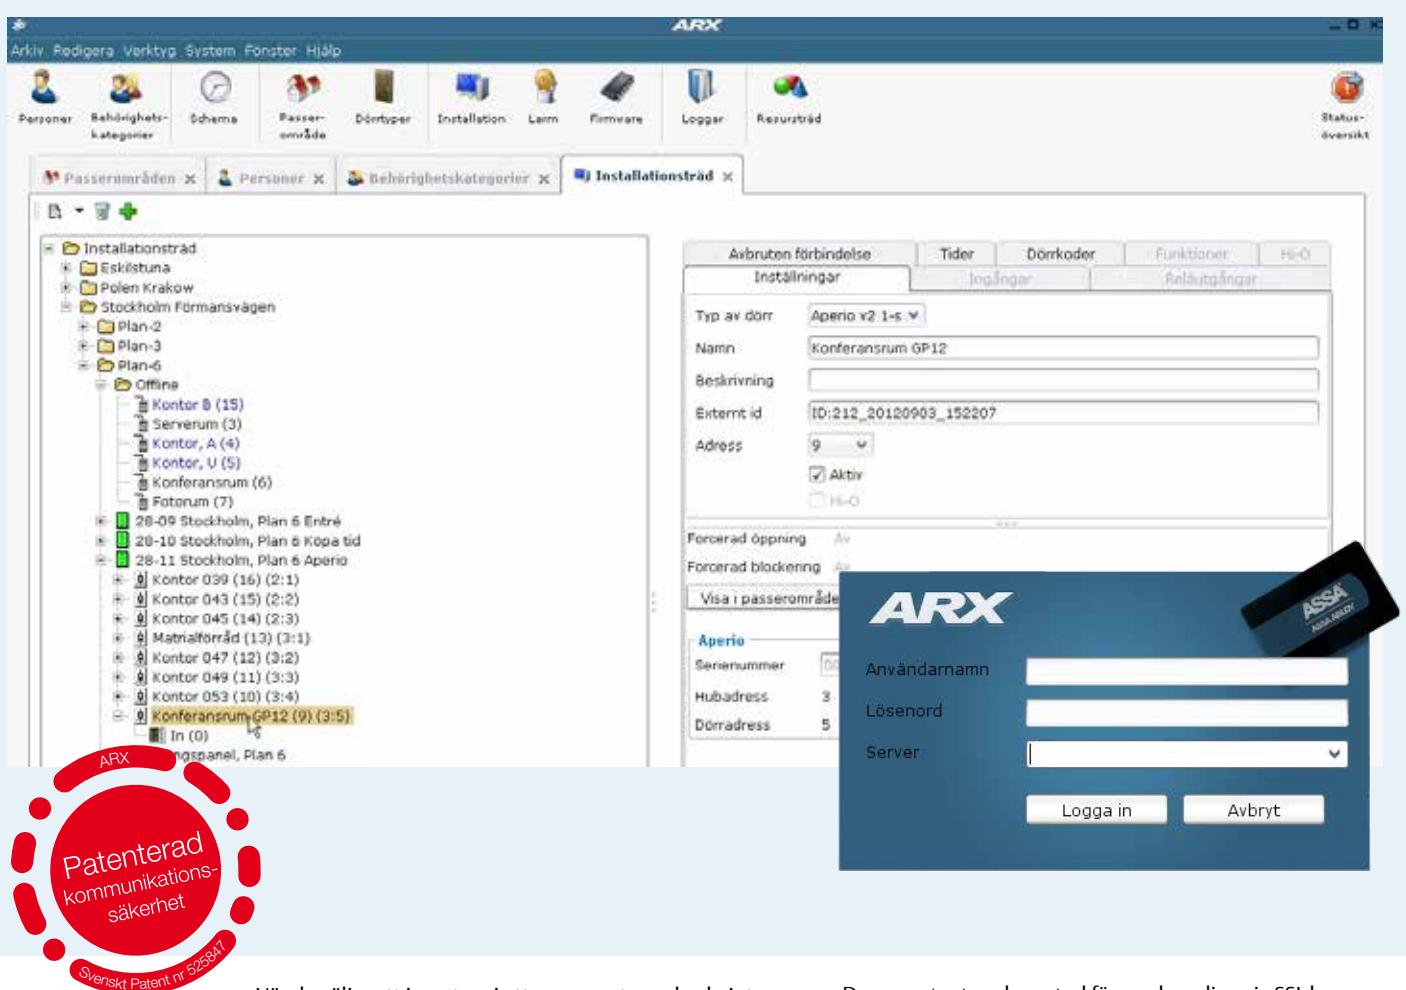 ARX
Arkiv Redigera Verktyg System Fönster Hjälp
Personer
Behörighets-
kategorier
Schema
Passer-
område
Dörrtyper
Installation
Larm
Firmware
Loggar
Resursträd
Status-
översikt
Passerområden
Personer
Behörighetskategorier
Installationsträd
Installationsträd
Eskilstuna
Polen Krakow
Stockholm Förmansvägen
Plan-2
Plan-3
Plan-6
Offline
Kontor B (15)
Serverum (3)
Kontor, A (4)
Kontor, U (5)
Konferansrum (6)
Fotorum (7)
28-09 Stockholm, Plan 6 Entré
28-10 Stockholm, Plan 6 Köpa tid
28-11 Stockholm, Plan 6 Aperio
Kontor 039 (16) (2:1)
Kontor 043 (15) (2:2)
Kontor 045 (14) (2:3)
Matrialförråd (13) (3:1)
Kontor 047 (12) (3:2)
Kontor 049 (11) (3:3)
Kontor 053 (10) (3:4)
Konferansrum GP12 (9) (3:5)
In (0)
ngspanel, Plan 6
Avbruten förbindelse
Tider
Dörrkoder
Funktioner
Hi-O
Inställningar
Ingångar
Reläutgångar
Typ av dörr
Aperio v2 1-s
Namn
Konferansrum GP12
Beskrivning
Externt id
ID:212_20120903_152207
Adress
9
Aktiv
Hi-O
Forcerad öppning Av
Forcerad blockering Av
Visa i passerområde
Aperio
Serienummer
Hubadress 3
Dörradress 5
ARX
ASSA
ASSA ABLOY
Användarnamn
Lösenord
Server
Logga in
Avbryt
ARX
Patenterad
kommunikations-
säkerhet
Svenskt Patent nr 525847